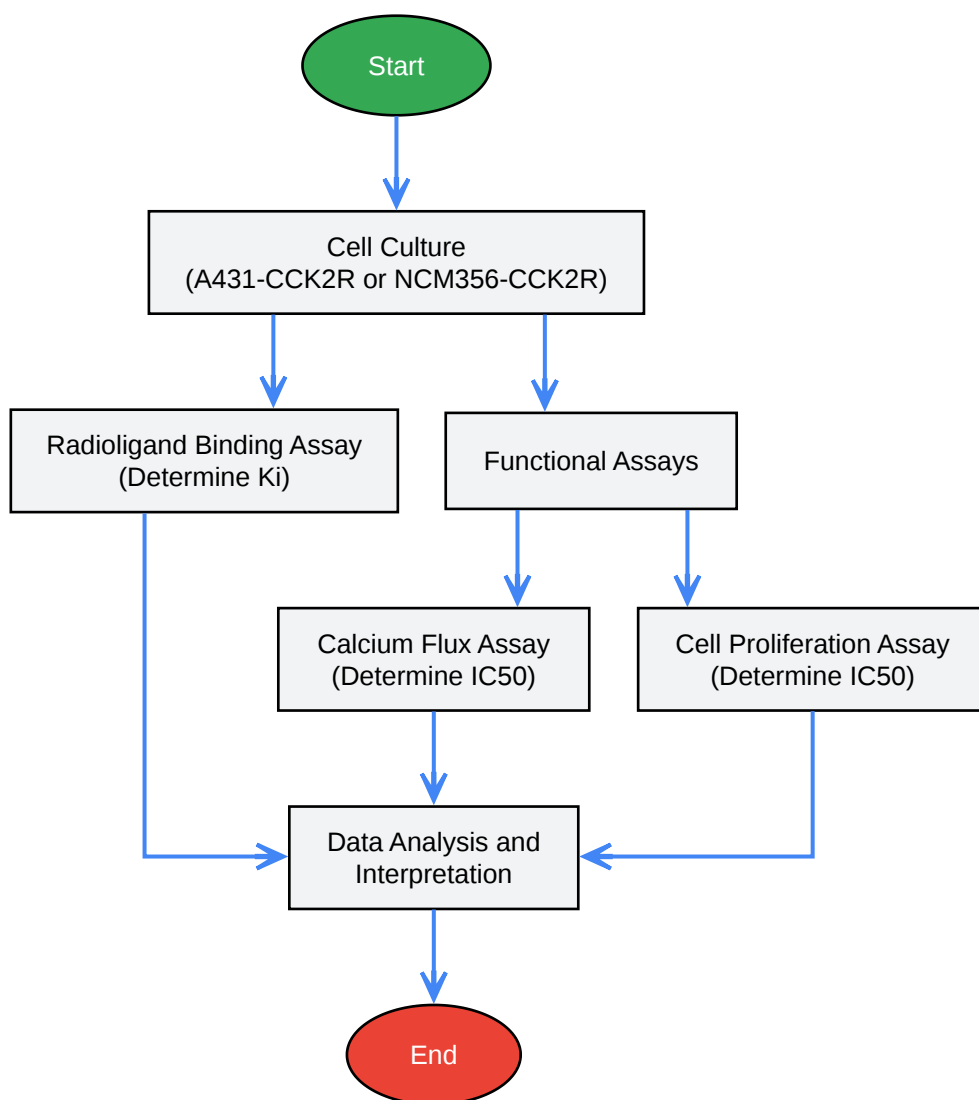 Start
Cell Culture
(A431-CCK2R or NCM356-CCK2R)
Radioligand Binding Assay
(Determine Ki)
Functional Assays
Calcium Flux Assay
(Determine IC50)
Cell Proliferation Assay
(Determine IC50)
Data Analysis and
Interpretation
End